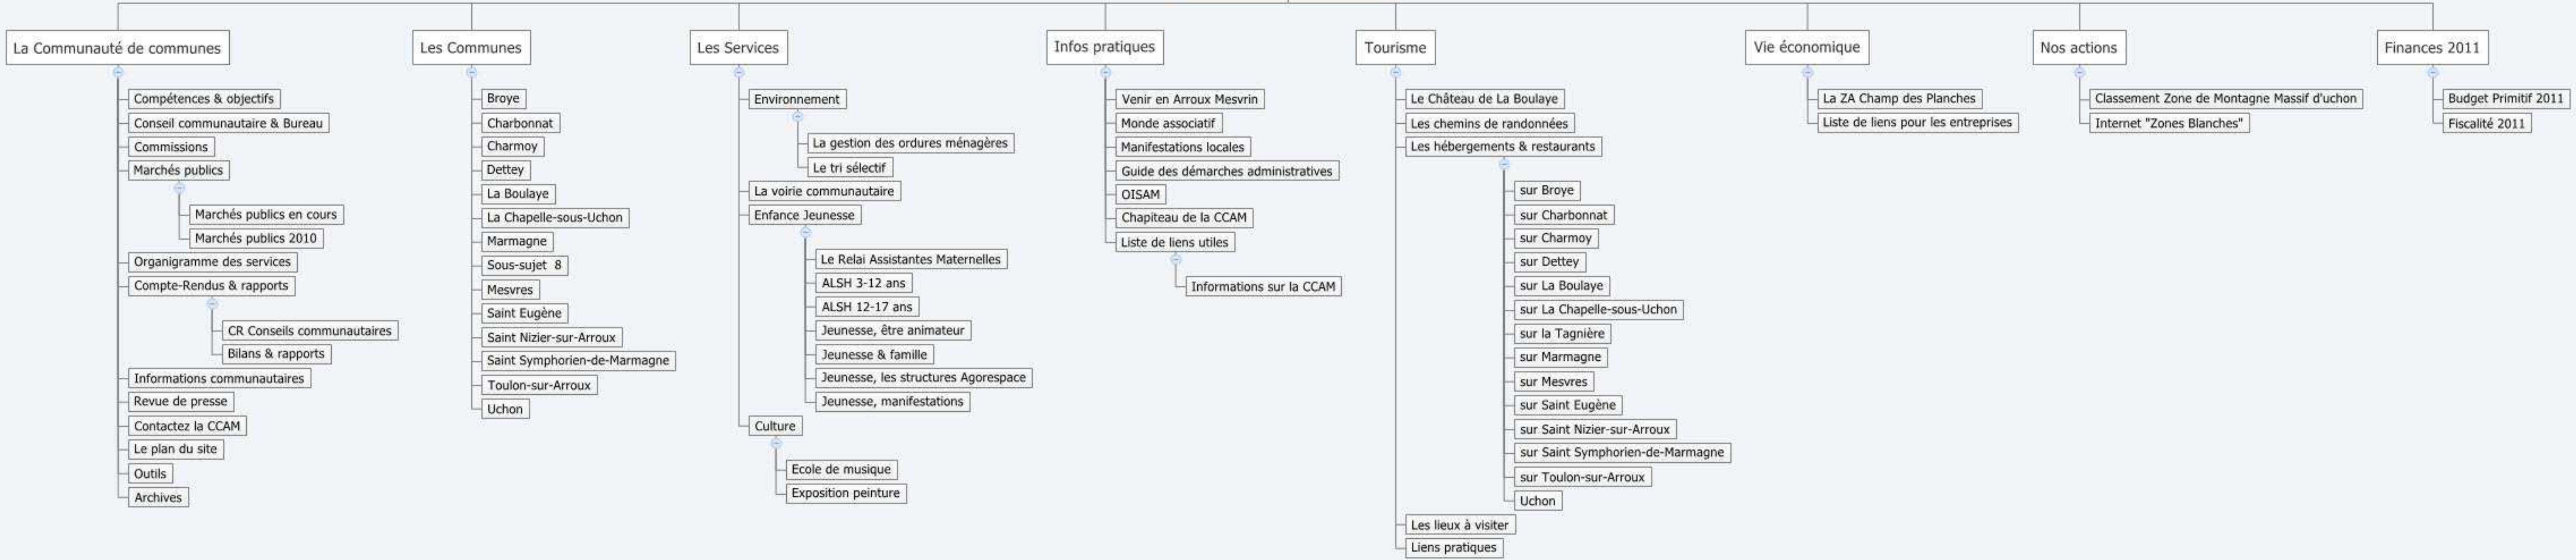 La Communauté de communes
Compétences & objectifs
Conseil communautaire & Bureau
Commissions
Marchés publics
Marchés publics en cours
Marchés publics 2010
Organigramme des services
Compte-Rendus & rapports
CR Conseils communautaires
Bilans & rapports
Informations communautaires
Revue de presse
Contactez la CCAM
Le plan du site
Outils
Archives
Les Communes
Broye
Charbonnat
Charmoy
Dettey
La Boulaye
La Chapelle-sous-Uchon
Marmagne
Sous-sujet 8
Mesvres
Saint Eugène
Saint Nizier-sur-Arroux
Saint Symphorien-de-Marmagne
Toulon-sur-Arroux
Uchon
Les Services
Environnement
La gestion des ordures ménagères
Le tri sélectif
La voirie communautaire
Enfance Jeunesse
Le Relai Assistantes Maternelles
ALSH 3-12 ans
ALSH 12-17 ans
Jeunesse, être animateur
Jeunesse & famille
Jeunesse, les structures Agorespace
Jeunesse, manifestations
Culture
Ecole de musique
Exposition peinture
Infos pratiques
Venir en Arroux Mesvrin
Monde associatif
Manifestations locales
Guide des démarches administratives
OISAM
Chapiteau de la CCAM
Liste de liens utiles
Informations sur la CCAM
Tourisme
Le Château de La Boulaye
Les chemins de randonnées
Les hébergements & restaurants
sur Broye
sur Charbonnat
sur Charmoy
sur Dettey
sur La Boulaye
sur La Chapelle-sous-Uchon
sur la Tagnière
sur Marmagne
sur Mesvres
sur Saint Eugène
sur Saint Nizier-sur-Arroux
sur Saint Symphorien-de-Marmagne
sur Toulon-sur-Arroux
Uchon
Les lieux à visiter
Liens pratiques
Vie économique
La ZA Champ des Planches
Liste de liens pour les entreprises
Nos actions
Classement Zone de Montagne Massif d'uchon
Internet "Zones Blanches"
Finances 2011
Budget Primitif 2011
Fiscalité 2011